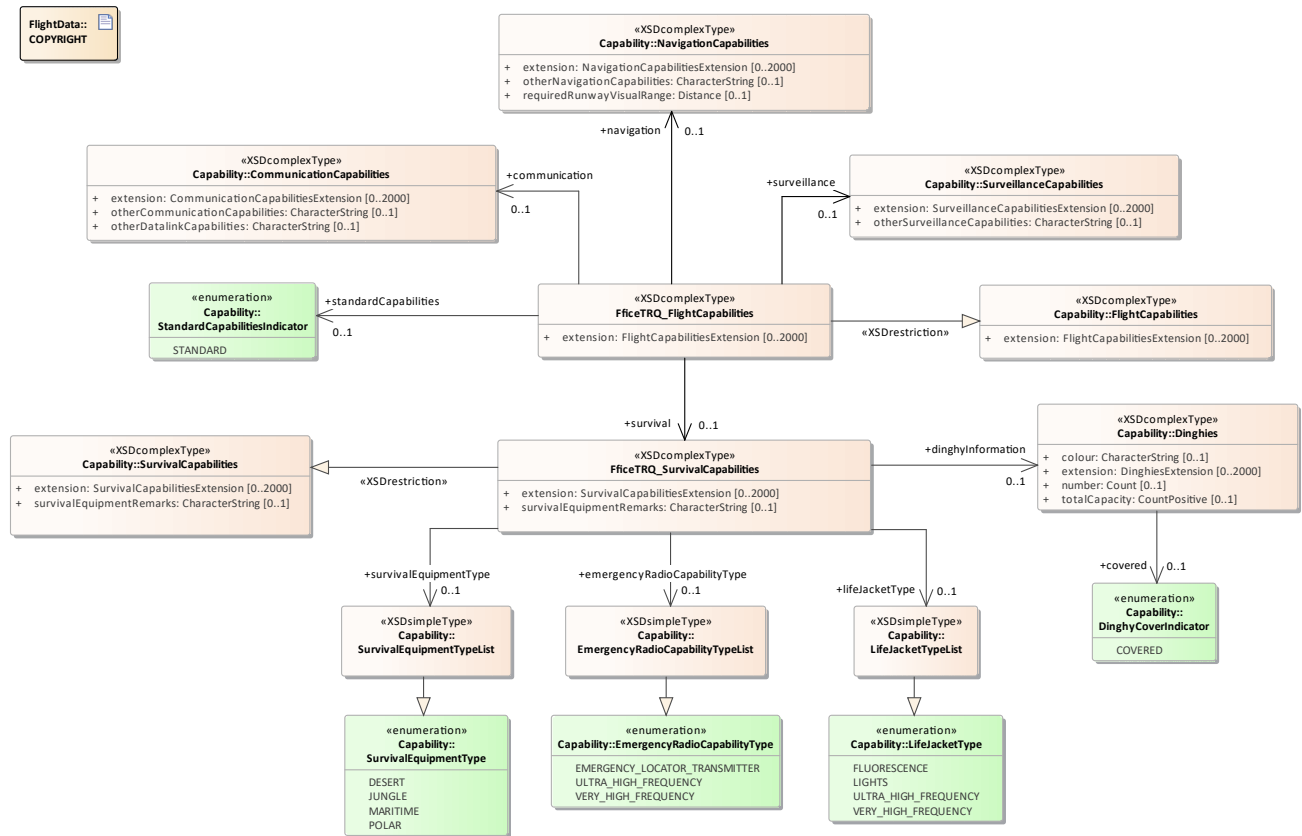 FlightData::
COPYRIGHT
«XSDcomplexType»
Capability::NavigationCapabilities
+ extension: NavigationCapabilitiesExtension [0..2000]
+ otherNavigationCapabilities: CharacterString [0..1]
+ requiredRunwayVisualRange: Distance [0..1]
+navigation
0..1
«XSDcomplexType»
Capability::CommunicationCapabilities
+ extension: CommunicationCapabilitiesExtension [0..2000]
+ otherCommunicationCapabilities: CharacterString [0..1]
+ otherDatalinkCapabilities: CharacterString [0..1]
+communication
0..1
+surveillance
0..1
«XSDcomplexType»
Capability::SurveillanceCapabilities
+ extension: SurveillanceCapabilitiesExtension [0..2000]
+ otherSurveillanceCapabilities: CharacterString [0..1]
«enumeration»
Capability::
StandardCapabilitiesIndicator
STANDARD
+standardCapabilities
0..1
«XSDcomplexType»
FficeTRQ_FlightCapabilities
+ extension: FlightCapabilitiesExtension [0..2000]
«XSDrestriction»
«XSDcomplexType»
Capability::FlightCapabilities
+ extension: FlightCapabilitiesExtension [0..2000]
+survival
0..1
«XSDcomplexType»
Capability::SurvivalCapabilities
+ extension: SurvivalCapabilitiesExtension [0..2000]
+ survivalEquipmentRemarks: CharacterString [0..1]
«XSDrestriction»
«XSDcomplexType»
FficeTRQ_SurvivalCapabilities
+ extension: SurvivalCapabilitiesExtension [0..2000]
+ survivalEquipmentRemarks: CharacterString [0..1]
+dinghyInformation
0..1
«XSDcomplexType»
Capability::Dinghies
+ colour: CharacterString [0..1]
+ extension: DinghiesExtension [0..2000]
+ number: Count [0..1]
+ totalCapacity: CountPositive [0..1]
+covered
0..1
«enumeration»
Capability::
DinghyCoverIndicator
COVERED
+survivalEquipmentType
0..1
+emergencyRadioCapabilityType
0..1
+lifeJacketType
0..1
«XSDsimpleType»
Capability::
SurvivalEquipmentTypeList
«XSDsimpleType»
Capability::
EmergencyRadioCapabilityTypeList
«XSDsimpleType»
Capability::
LifeJacketTypeList
«enumeration»
Capability::
SurvivalEquipmentType
DESERT
JUNGLE
MARITIME
POLAR
«enumeration»
Capability::EmergencyRadioCapabilityType
EMERGENCY_LOCATOR_TRANSMITTER
ULTRA_HIGH_FREQUENCY
VERY_HIGH_FREQUENCY
«enumeration»
Capability::LifeJacketType
FLUORESCENCE
LIGHTS
ULTRA_HIGH_FREQUENCY
VERY_HIGH_FREQUENCY